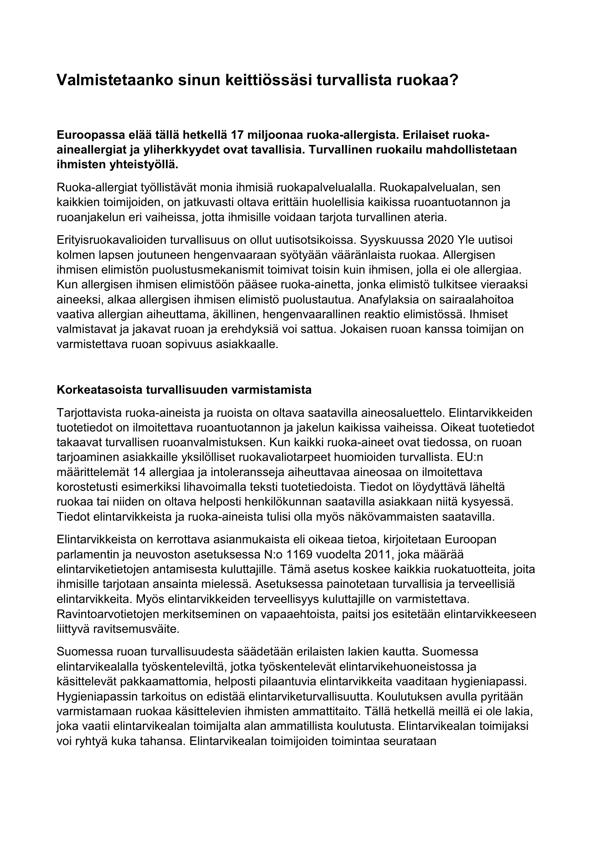 Valmistetaanko sinun keittiössäsi turvallista ruokaa?
Euroopassa elää tällä hetkellä 17 miljoonaa ruoka-allergista. Erilaiset ruoka-
aineallergiat ja yliherkkyydet ovat tavallisia. Turvallinen ruokailu mahdollistetaan
ihmisten yhteistyöllä.
Ruoka-allergiat työllistävät monia ihmisiä ruokapalvelualalla. Ruokapalvelualan, sen
kaikkien toimijoiden, on jatkuvasti oltava erittäin huolellisia kaikissa ruoantuotannon ja
ruoanjakelun eri vaiheissa, jotta ihmisille voidaan tarjota turvallinen ateria.
Erityisruokavalioiden turvallisuus on ollut uutisotsikoissa. Syyskuussa 2020 Yle uutisoi
kolmen lapsen joutuneen hengenvaaraan syötyään vääränlaista ruokaa. Allergisen
ihmisen elimistön puolustusmekanismit toimivat toisin kuin ihmisen, jolla ei ole allergiaa.
Kun allergisen ihmisen elimistöön pääsee ruoka-ainetta, jonka elimistö tulkitsee vieraaksi
aineeksi, alkaa allergisen ihmisen elimistö puolustautua. Anafylaksia on sairaalahoitoa
vaativa allergian aiheuttama, äkillinen, hengenvaarallinen reaktio elimistössä. Ihmiset
valmistavat ja jakavat ruoan ja erehdyksiä voi sattua. Jokaisen ruoan kanssa toimijan on
varmistettava ruoan sopivuus asiakkaalle.
Korkeatasoista turvallisuuden varmistamista
Tarjottavista ruoka-aineista ja ruoista on oltava saatavilla ainesosaluettelo. Elintarvikkeiden
tuotetiedot on ilmoitettava ruoantuotannon ja jakelun kaikissa vaiheissa. Oikeat tuotetiedot
takaavat turvallisen ruoanvalmistuksen. Kun kaikki ruoka-aineet ovat tiedossa, on ruoan
tarjoaminen asiakkaille yksilölliset ruokavaliotarpeet huomioiden turvallista. EU:n
määrittelemät 14 allergiaa ja intoleransseja aiheuttavaa aineosaa on ilmoitettava
korostetusti esimerkiksi lihavoimalla teksti tuotetiedoista. Tiedot on löydyttävä läheltä
ruokaa tai niiden on oltava helposti henkilökunnan saatavilla asiakkaan niitä kysyessä.
Tiedot elintarvikkeista ja ruoka-aineista tulisi olla myös näkövammaisten saatavilla.
Elintarvikkeista on kerrottava asianmukaista eli oikeaa tietoa, kirjoitetaan Euroopan
parlamentin ja neuvoston asetuksessa N:o 1169 vuodelta 2011, joka määrää
elintarviketietojen antamisesta kuluttajille. Tämä asetus koskee kaikkia ruokatuotteita, joita
ihmisille tarjotaan ansainta mielessä. Asetuksessa painotetaan turvallisia ja terveellisiä
elintarvikkeita. Myös elintarvikkeiden terveellisyys kuluttajille on varmistettava.
Ravintoarvotietojen merkitseminen on vapaaehtoista, paitsi jos esitetään elintarvikkeeseen
liittyvä ravitsemusväite.
Suomessa ruoan turvallisuudesta säädetään erilaisten lakien kautta. Suomessa
elintarvikealalla työskenteleviltä, jotka työskentelevät elintarvikehuoneistossa ja
käsittelevät pakkaamattomia, helposti pilaantuvia elintarvikkeita vaaditaan hygieniapassi.
Hygieniapassin tarkoitus on edistää elintarviketurvallisuutta. Koulutuksen avulla pyritään
varmistamaan ruokaa käsittelevien ihmisten ammattitaito. Tällä hetkellä meillä ei ole lakia,
joka vaatii elintarvikealan toimijalta alan ammatillista koulutusta. Elintarvikealan toimijaksi
voi ryhtyä kuka tahansa. Elintarvikealan toimijoiden toimintaa seurataan